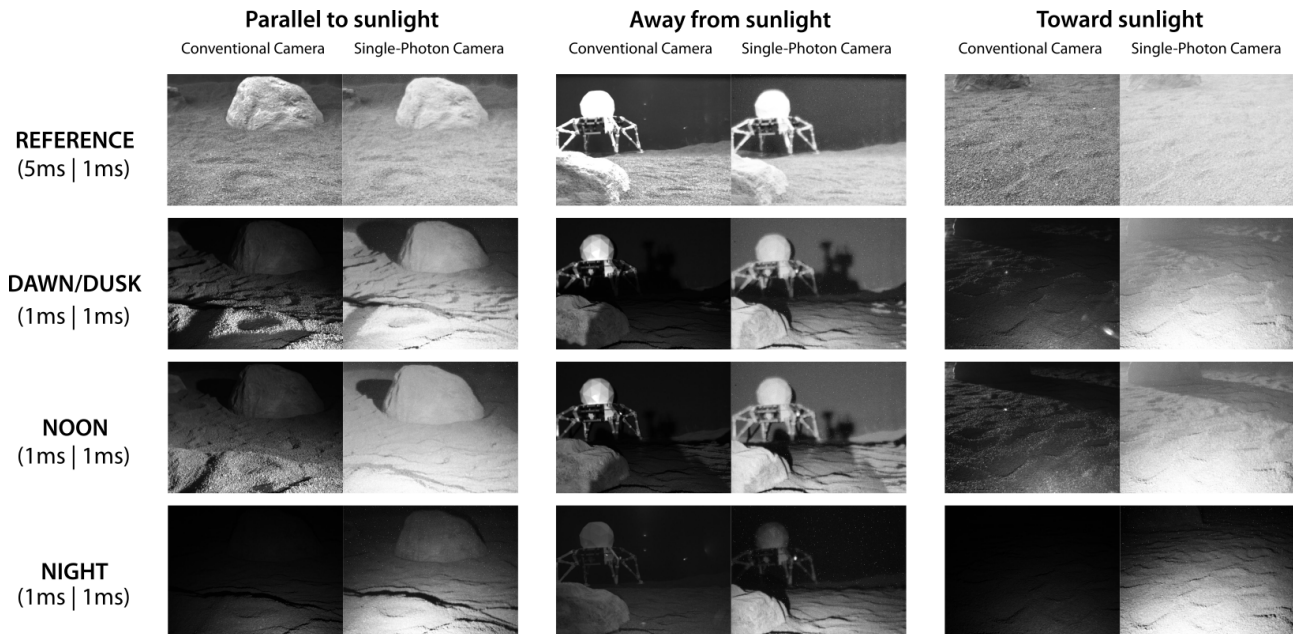 Parallel to sunlight
Away from sunlight
Toward sunlight
Conventional Camera
Single-Photon Camera
Conventional Camera
Single-Photon Camera
Conventional Camera
Single-Photon Camera
REFERENCE
(5ms | 1ms)
DAWN/DUSK
(1ms | 1ms)
NOON
(1ms | 1ms)
NIGHT
(1ms | 1ms)